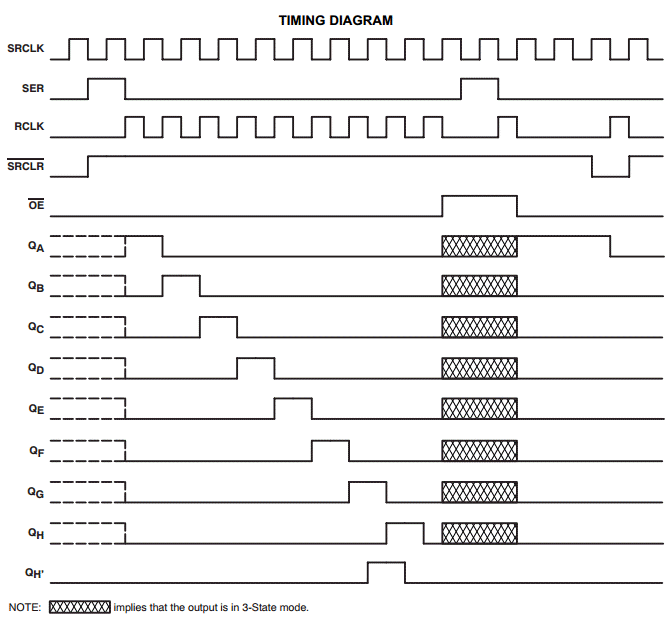 TIMING DIAGRAM
SRCLK
SER
RCLK
SRCLR
OE
QA
QB
QC
QD
QE
QF
QG
QH
QH'
NOTE: implies that the output is in 3-State mode.